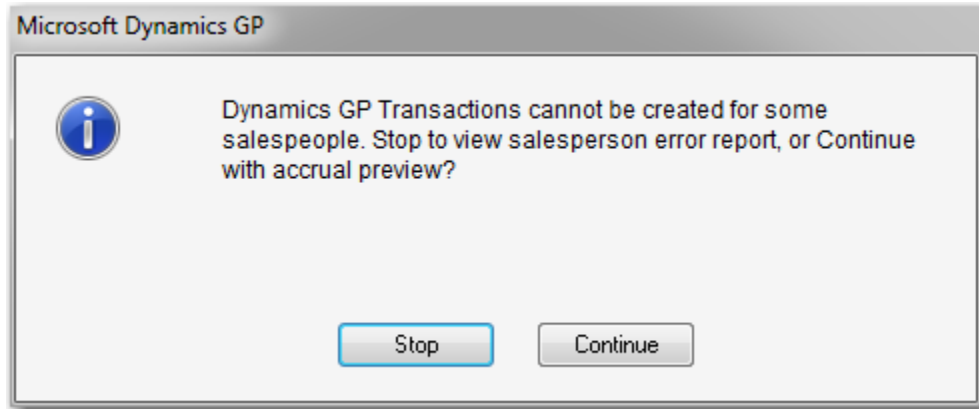 Microsoft Dynamics GP
Dynamics GP Transactions cannot be created for some
salespeople. Stop to view salesperson error report, or Continue
with accrual preview?
Stop
Continue